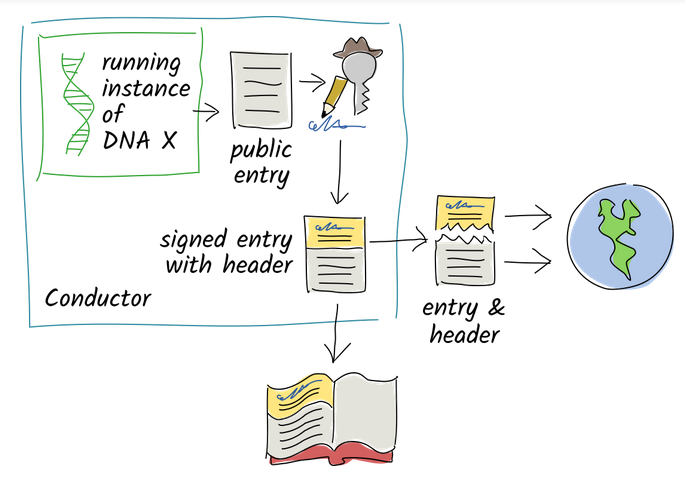 running
instance
of
DNA X
public
entry
signed entry
with header
Conductor
entry &
header